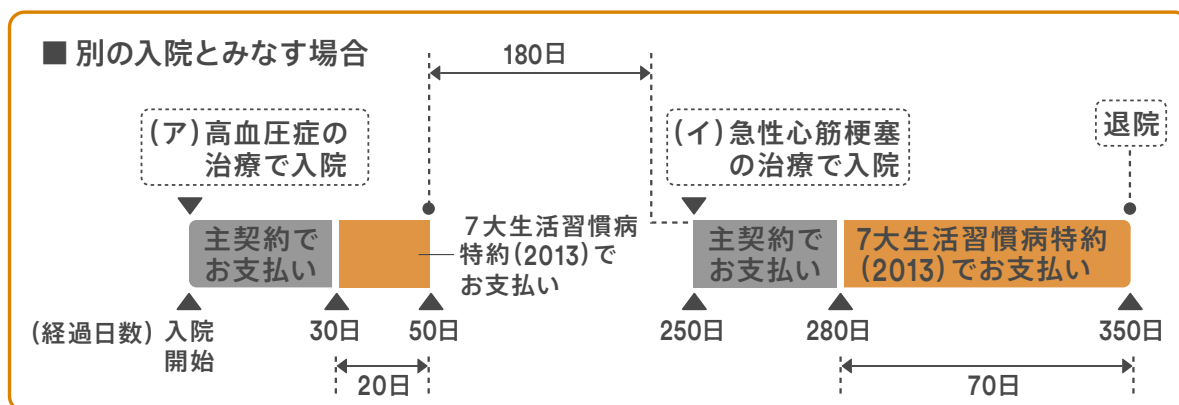 ■ 別の入院とみなす場合
180日
(ア)高血圧症の
治療で入院
(イ)急性心筋梗塞
の治療で入院
退院
主契約で
お支払い
7大生活習慣病
特約(2013)で
お支払い
主契約で
お支払い
7大生活習慣病特約
(2013)でお支払い
(経過日数)
入院
開始
30日
50日
250日
280日
350日
20日
70日